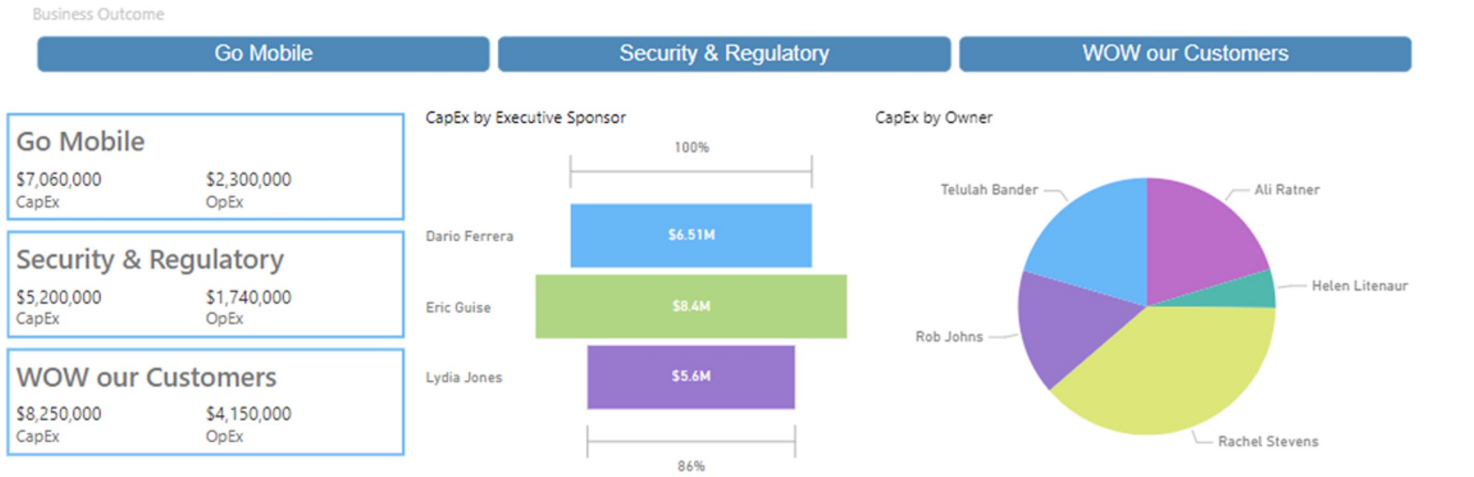 Business Outcome
Go Mobile
Security & Regulatory
WOW our Customers
Go Mobile
$7,060,000
$2,300,000
CapEx
OpEx
Security & Regulatory
$5,200,000
$1,740,000
CapEx
OpEx
WOW our Customers
$8,250,000
$4,150,000
CapEx
OpEx
CapEx by Executive Sponsor
100%
Dario Ferrera
$6.51M
Eric Guise
$8.4M
Lydia Jones
$5.6M
86%
CapEx by Owner
Telulah Bander
Ali Ratner
Helen Litenaur
Rob Johns
Rachel Stevens